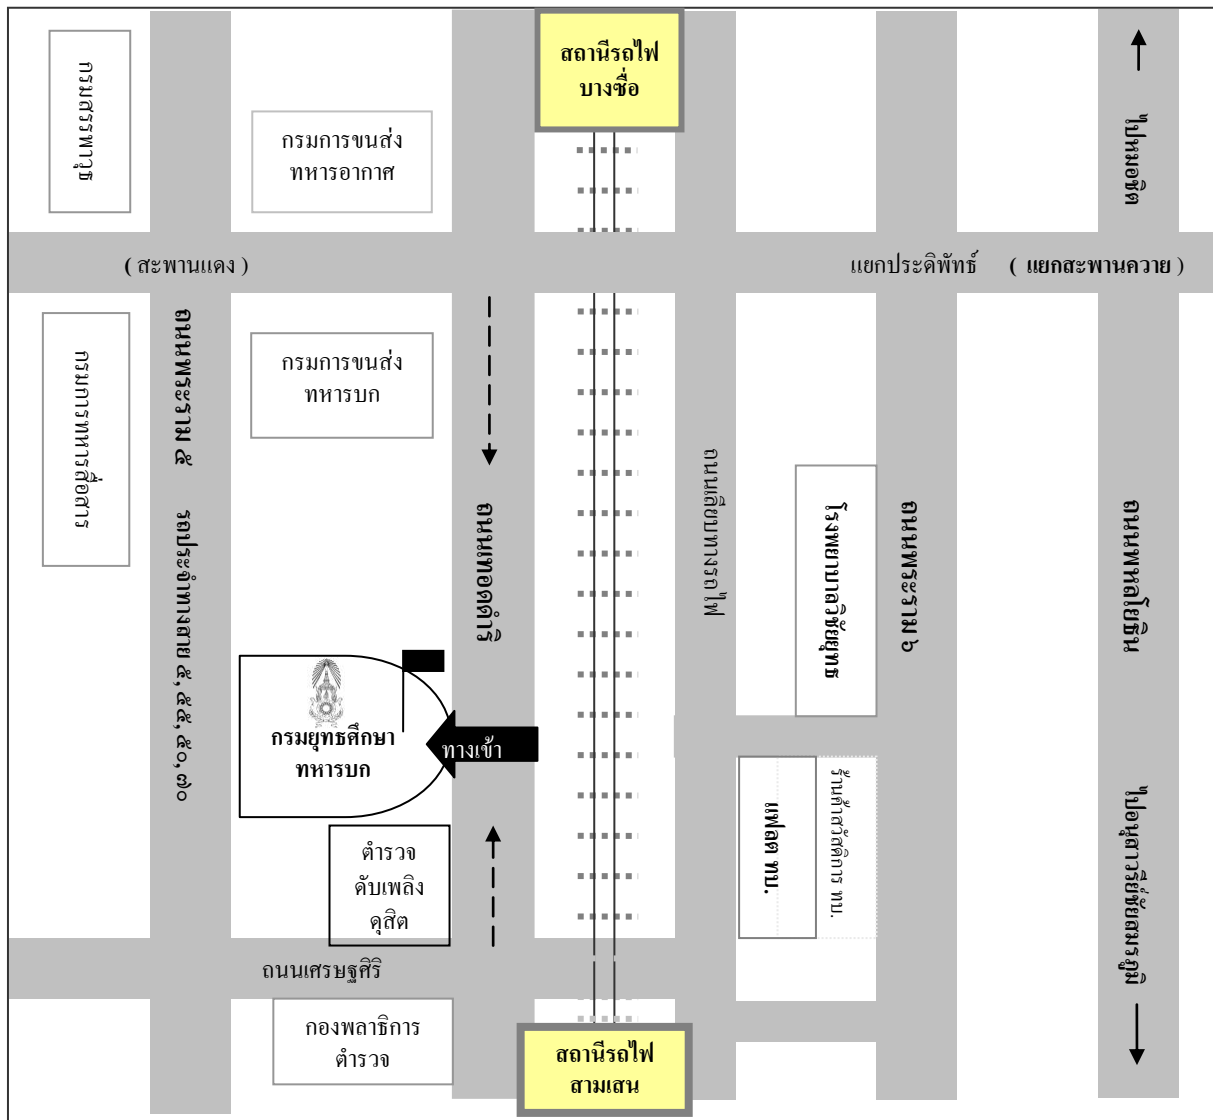 สถานีรถไฟ
บางซื่อ
กรมสรรพาวุธ
กรมการขนส่ง
ทหารอากาศ
ไปหมอชิต
( สะพานแดง )
แยกประดิพัทธ์
( แยกสะพานควาย )
กรมการทหารสื่อสาร
ถนนพระราม ๕
รถประจำทางสาย ๕, ๕๕, ๕๐, ๗๐
กรมการขนส่ง
ทหารบก
ถนนเทอดดำริ
ถนนเลียบทางรถไฟ
โรงพยาบาลวิชัยยุทธ
ถนนพระราม ๖
ถนนพหลโยธิน
กรมยุทธศึกษา
ทหารบก
ทางเข้า
แฟลต ทบ.
ร้านค้าสวัสดิการ ทบ.
ไปอนุสาวรีย์ชัยสมรภูมิ
ตำรวจ
ดับเพลิง
ดุสิต
ถนนเศรษฐศิริ
กองพลาธิการ
ตำรวจ
สถานีรถไฟ
สามเสน